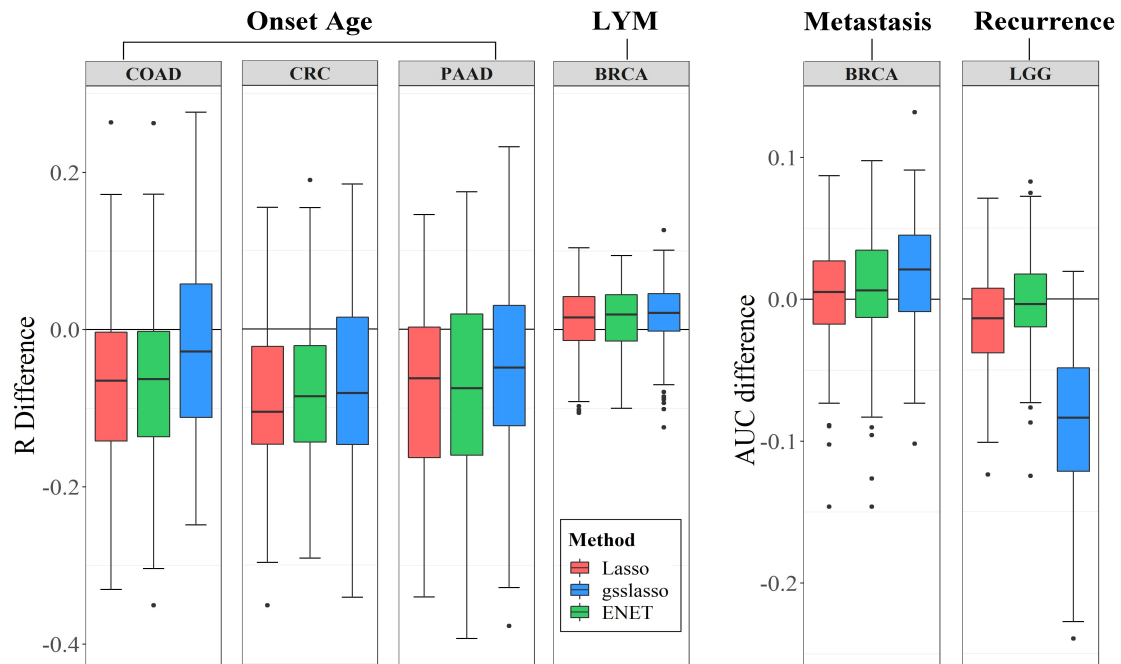 Onset Age
LYM
Metastasis
Recurrence
COAD
CRC
PAAD
BRCA
BRCA
LGG
R Difference
0.2
0.0
-0.2
-0.4
AUC difference
0.1
0.0
-0.1
-0.2
Method
Lasso
gsslasso
ENET